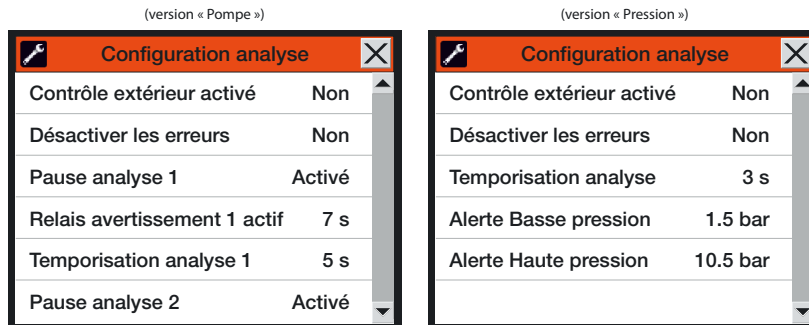 (version « Pompe »)
Configuration analyse
Contrôle extérieur activé Non
Désactiver les erreurs Non
Pause analyse 1 Activé
Relais avertissement 1 actif 7 s
Temporisation analyse 1 5 s
Pause analyse 2 Activé
(version « Pression »)
Configuration analyse
Contrôle extérieur activé Non
Désactiver les erreurs Non
Temporisation analyse 3 s
Alerte Basse pression 1.5 bar
Alerte Haute pression 10.5 bar